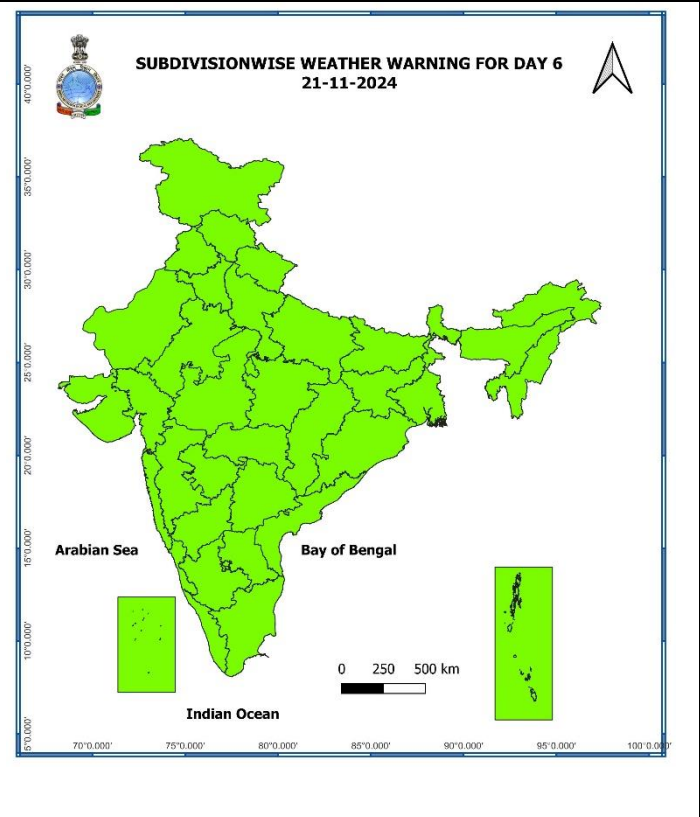 SUBDIVISIONWISE WEATHER WARNING FOR DAY 6
21-11-2024
40°0.000'
35°0.000'
30°0.000'
25°0.000'
20°0.000'
15°0.000'
10°0.000'
5°0.000'
Arabian Sea
Bay of Bengal
0 250 500 km
Indian Ocean
70°0.000' 75°0.000' 80°0.000' 85°0.000' 90°0.000' 95°0.000' 100°0.000'